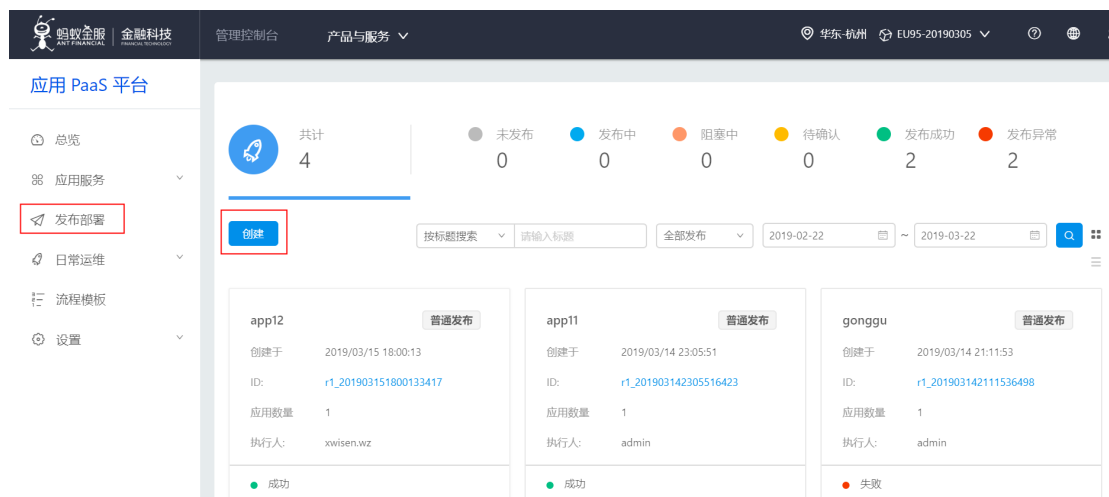 蚂蚁金服 金融科技 管理控制台 产品与服务 华东-杭州 EU95-20190305
ANT FINANCIAL FINANCIAL TECHNOLOGY
应用 PaaS 平台
总览
应用服务
发布部署
日常运维
流程模板
设置
共计 未发布 发布中 阻塞中 待确认 发布成功 发布异常
4 0 0 0 0 2 2
创建 按标题搜索 请输入标题 全部发布 2019-02-22 ~ 2019-03-22
app12 普通发布
创建于 2019/03/15 18:00:13
ID: r1_201903151800133417
应用数量 1
执行人: xwisen.wz
成功
app11 普通发布
创建于 2019/03/14 23:05:51
ID: r1_201903142305516423
应用数量 1
执行人: admin
成功
gonggu 普通发布
创建于 2019/03/14 21:11:53
ID: r1_201903142111536498
应用数量 1
执行人: admin
失败